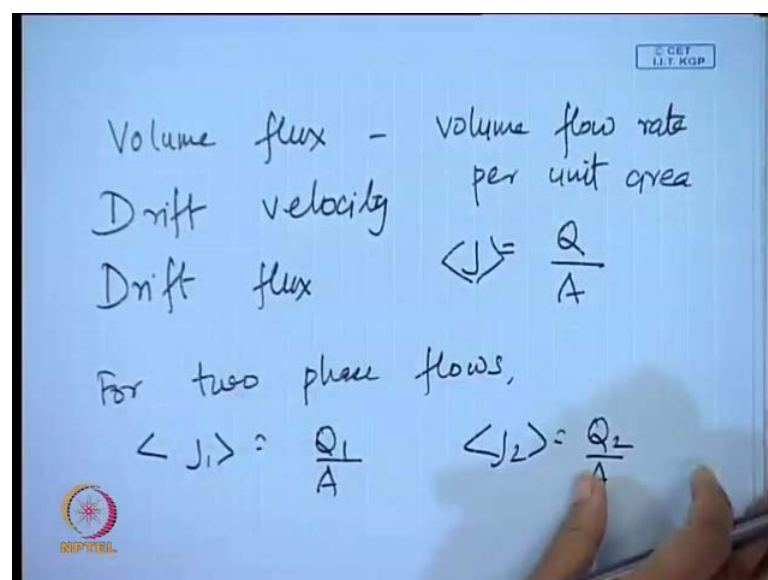 © CET
I.I.T. KGP
Volume flux - volume flow rate
per unit area
Drift velocity
<J> = Q/A
Drift flux
For two phase flows,
<J₁> = Q₁/A <J₂> = Q₂/A
NPTEL